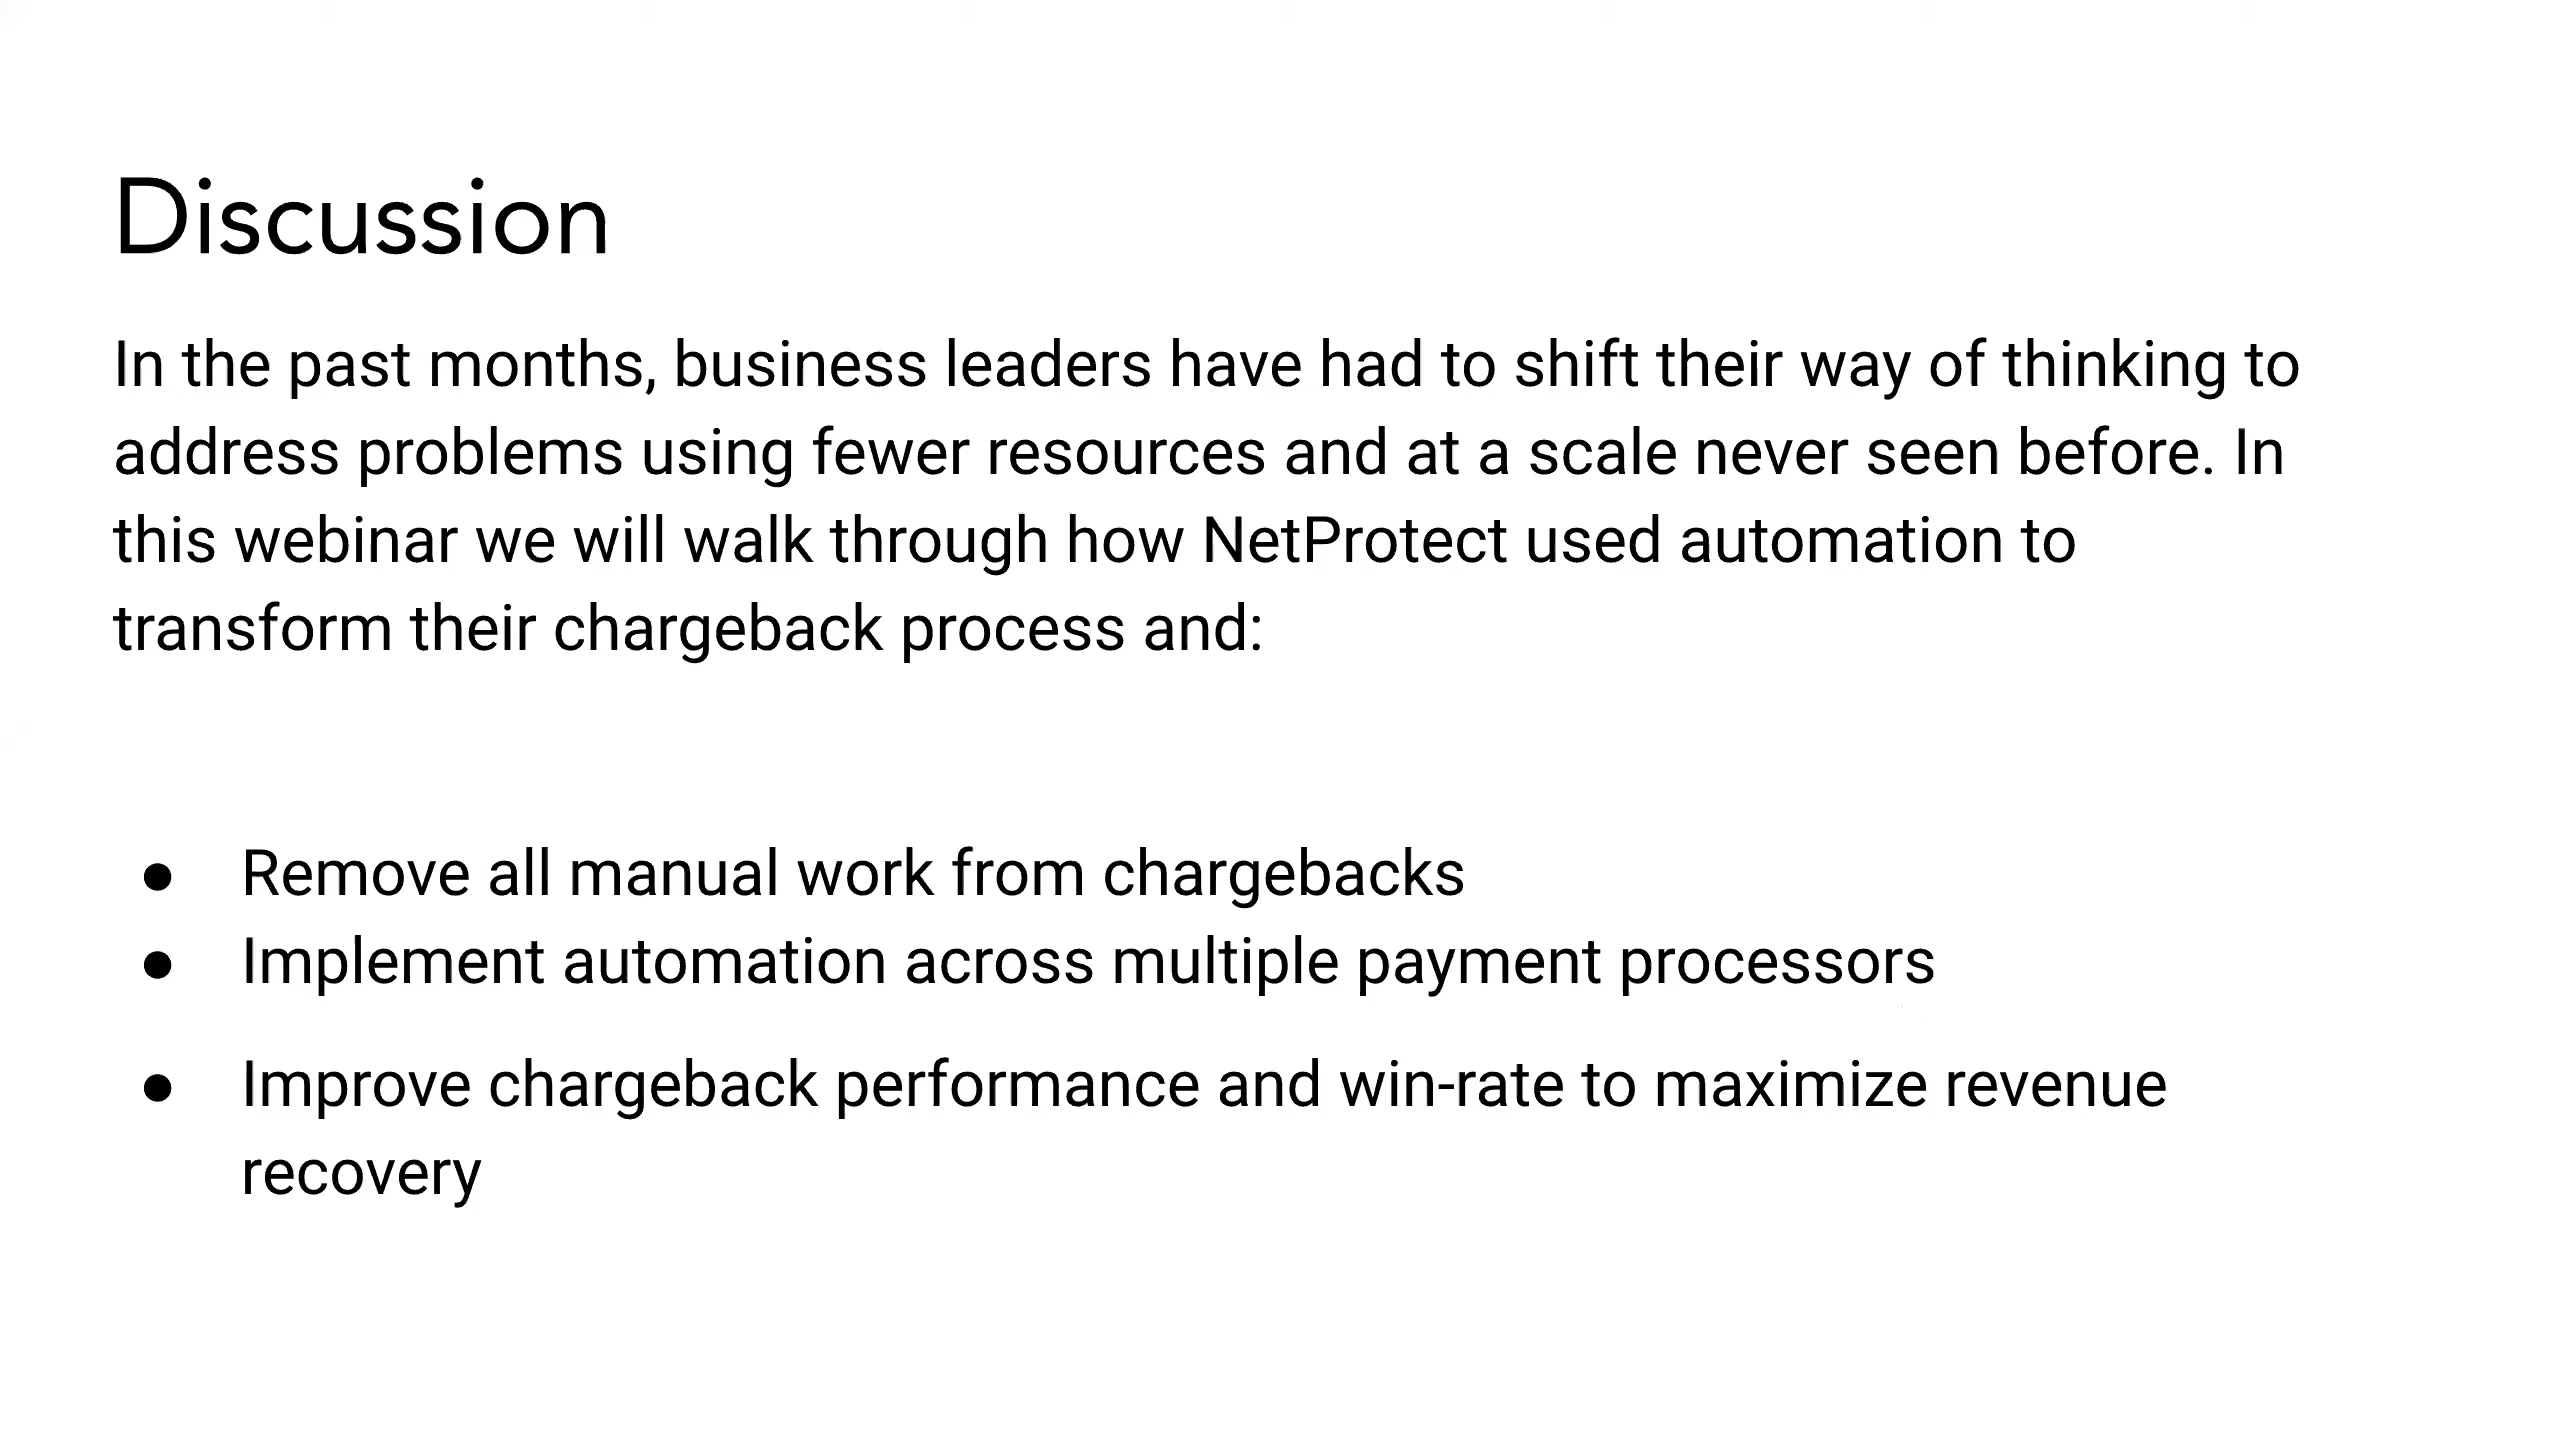 Discussion
In the past months, business leaders have had to shift their way of thinking to
address problems using fewer resources and at a scale never seen before. In
this webinar we will walk through how NetProtect used automation to
transform their chargeback process and:
● Remove all manual work from chargebacks
● Implement automation across multiple payment processors
● Improve chargeback performance and win-rate to maximize revenue
recovery